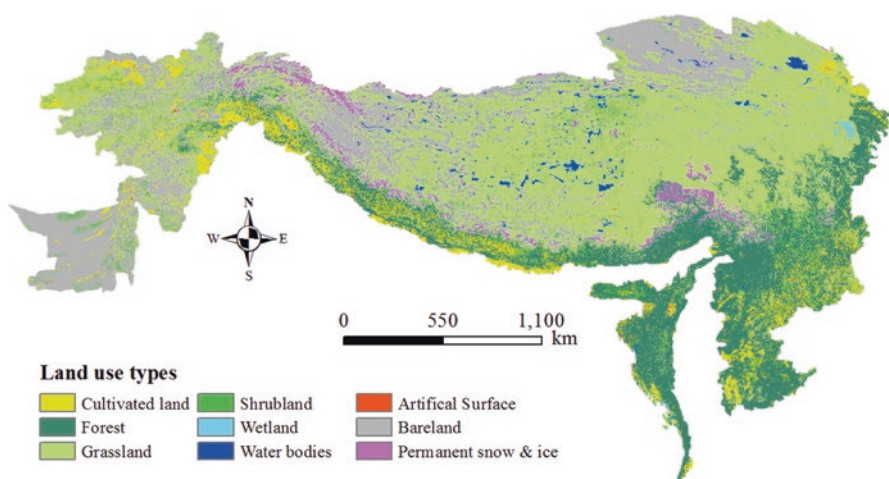 N
W E
S
0 550 1,100
km
Land use types
Cultivated land Shrubland Artifical Surface
Forest Wetland Bareland
Grassland Water bodies Permanent snow & ice